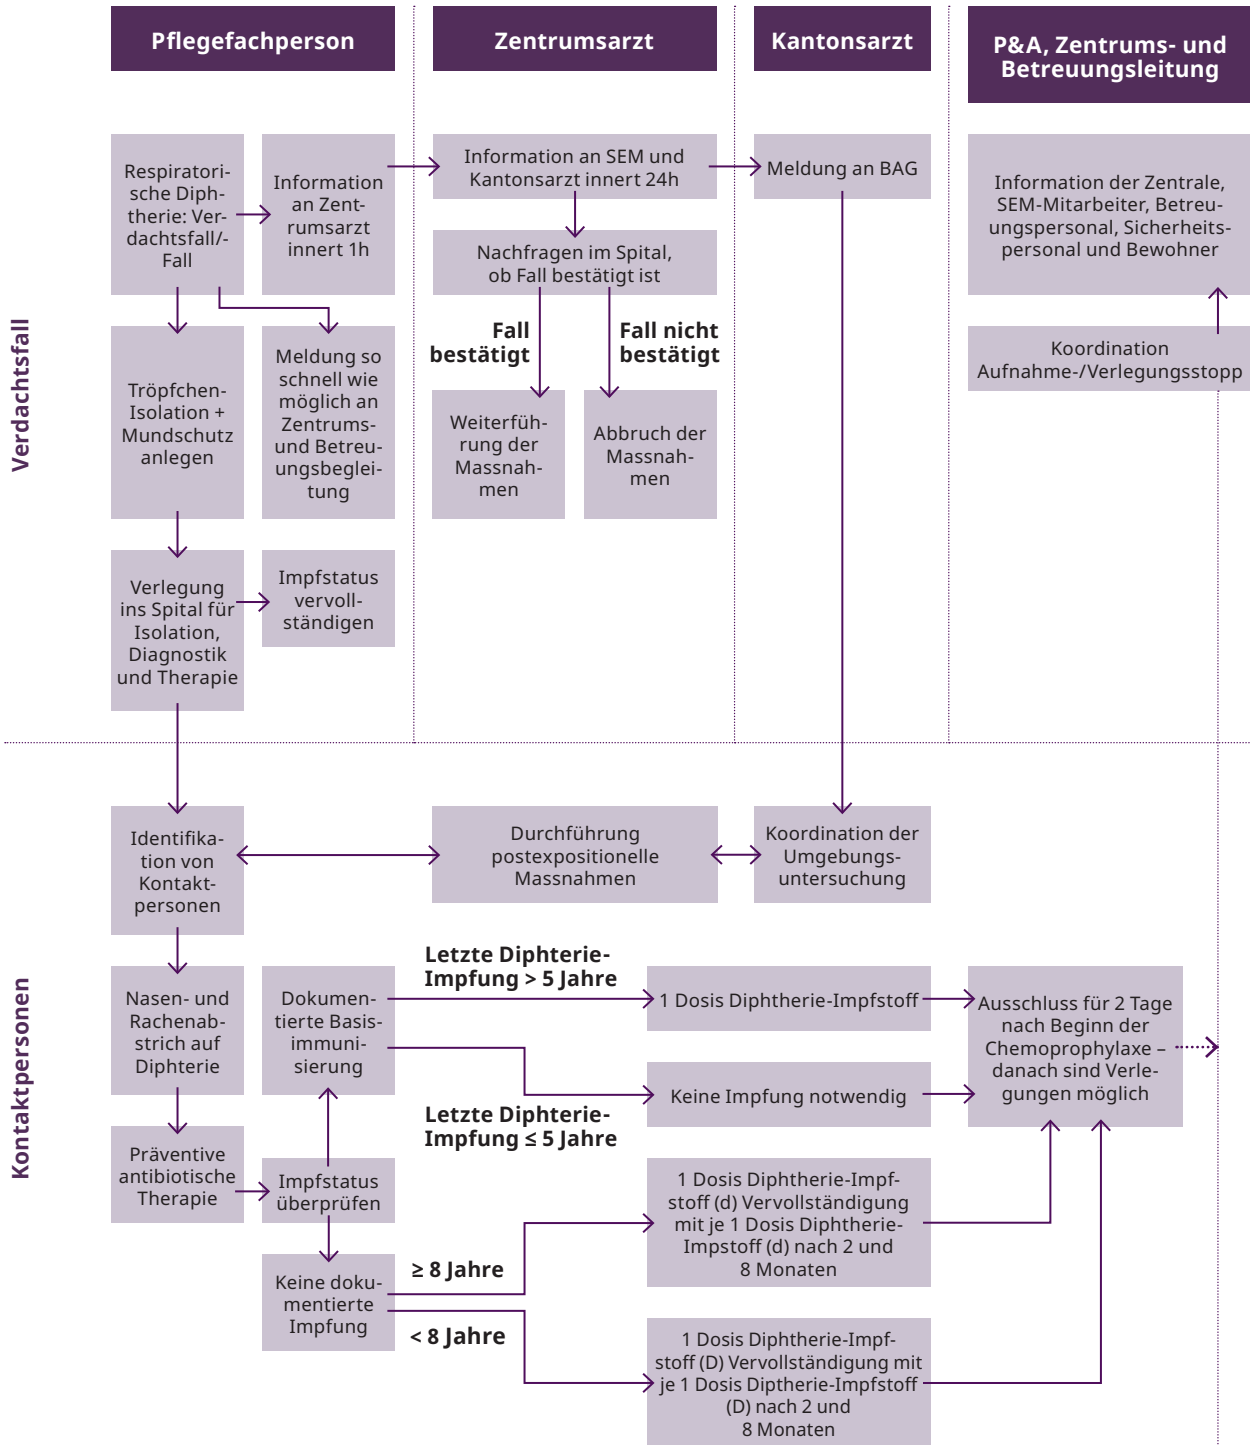 Pflegefachperson
Zentrumsarzt
Kantonsarzt
P&A, Zentrums- und
Betreuungsleitung
Verdachtsfall
Respiratori-
sche Diph-
therie: Ver-
dachtsfall/-
Fall
Information
an Zent-
rumsarzt
innert 1h
Information an SEM und
Kantonsarzt innert 24h
Meldung an BAG
Information der Zentrale,
SEM-Mitarbeiter, Betreu-
ungspersonal, Sicherheits-
personal und Bewohner
Nachfragen im Spital,
ob Fall bestätigt ist
Fall
bestätigt
Fall nicht
bestätigt
Koordination
Aufnahme-/Verlegungsstopp
Tröpfchen-
Isolation +
Mundschutz
anlegen
Meldung so
schnell wie
möglich an
Zentrums-
und Betreu-
ungsbeglei-
tung
Weiterfüh-
rung der
Massnah-
men
Abbruch der
Massnah-
men
Verlegung
ins Spital für
Isolation,
Diagnostik
und Therapie
Impfstatus
vervoll-
ständigen
Kontaktpersonen
Identifika-
tion von
Kontakt-
personen
Durchführung
postexpositionelle
Massnahmen
Koordination der
Umgebungs-
untersuchung
Nasen- und
Rachenab-
strich auf
Diphterie
Dokumen-
tierte Basis-
immuni-
sierung
Letzte Diphterie-
Impfung > 5 Jahre
1 Dosis Diphtherie-Impfstoff
Ausschluss für 2 Tage
nach Beginn der
Chemoprophylaxe –
danach sind Verle-
gungen möglich
Letzte Diphterie-
Impfung ≤ 5 Jahre
Keine Impfung notwendig
Präventive
antibiotische
Therapie
Impfstatus
überprüfen
1 Dosis Diphtherie-Impf-
stoff (d) Vervollständigung
mit je 1 Dosis Diphtherie-
Impstoff (d) nach 2 und
8 Monaten
Keine doku-
mentierte
Impfung
≥ 8 Jahre
< 8 Jahre
1 Dosis Diphtherie-Impf-
stoff (D) Vervollständigung mit
je 1 Dosis Diptherie-Impfstoff
(D) nach 2 und
8 Monaten